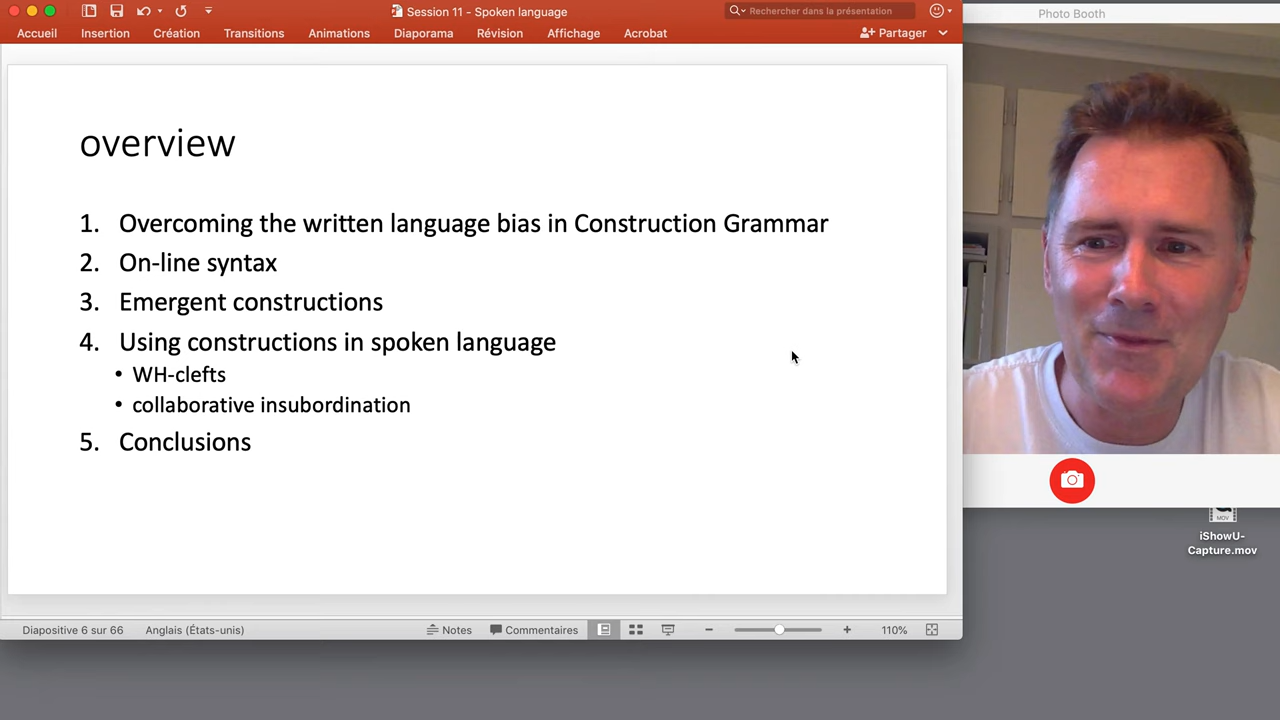 Session 11 - Spoken language
Rechercher dans la présentation
Photo Booth
Accueil
Insertion
Création
Transitions
Animations
Diaporama
Révision
Affichage
Acrobat
Partager
overview
1. Overcoming the written language bias in Construction Grammar
2. On-line syntax
3. Emergent constructions
4. Using constructions in spoken language
• WH-clefts
• collaborative insubordination
5. Conclusions
MOV
iShowU-
Capture.mov
Diapositive 6 sur 66
Anglais (États-unis)
Notes
Commentaires
110%